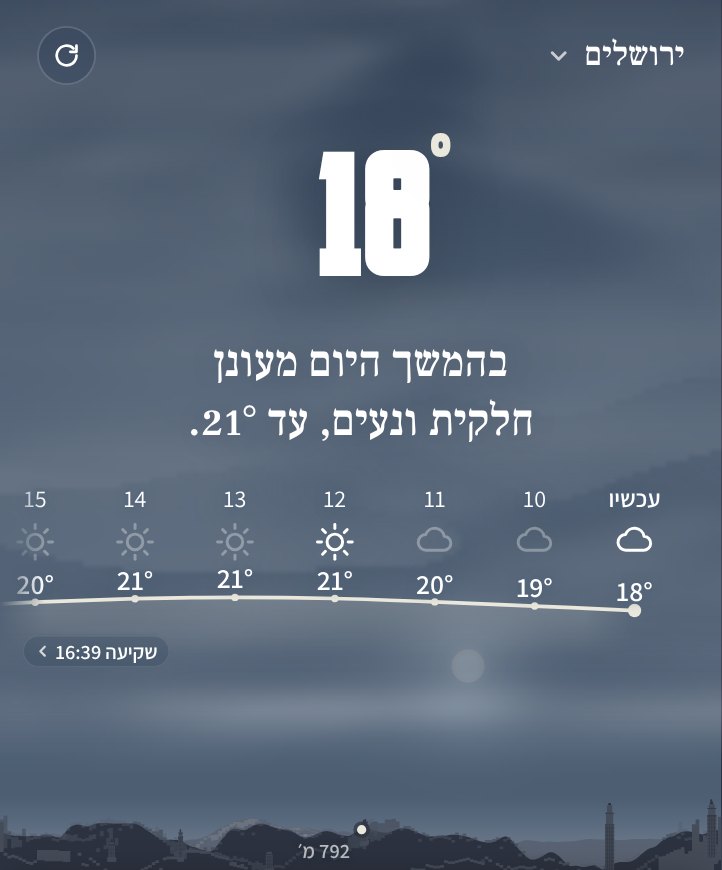 ירושלים
18°
בהמשך היום מעונן
חלקית ונעים, עד 21°.
עכשיו 10 11 12 13 14 15
18° 19° 20° 21° 21° 21° 20°
שקיעה 16:39
792 מ׳